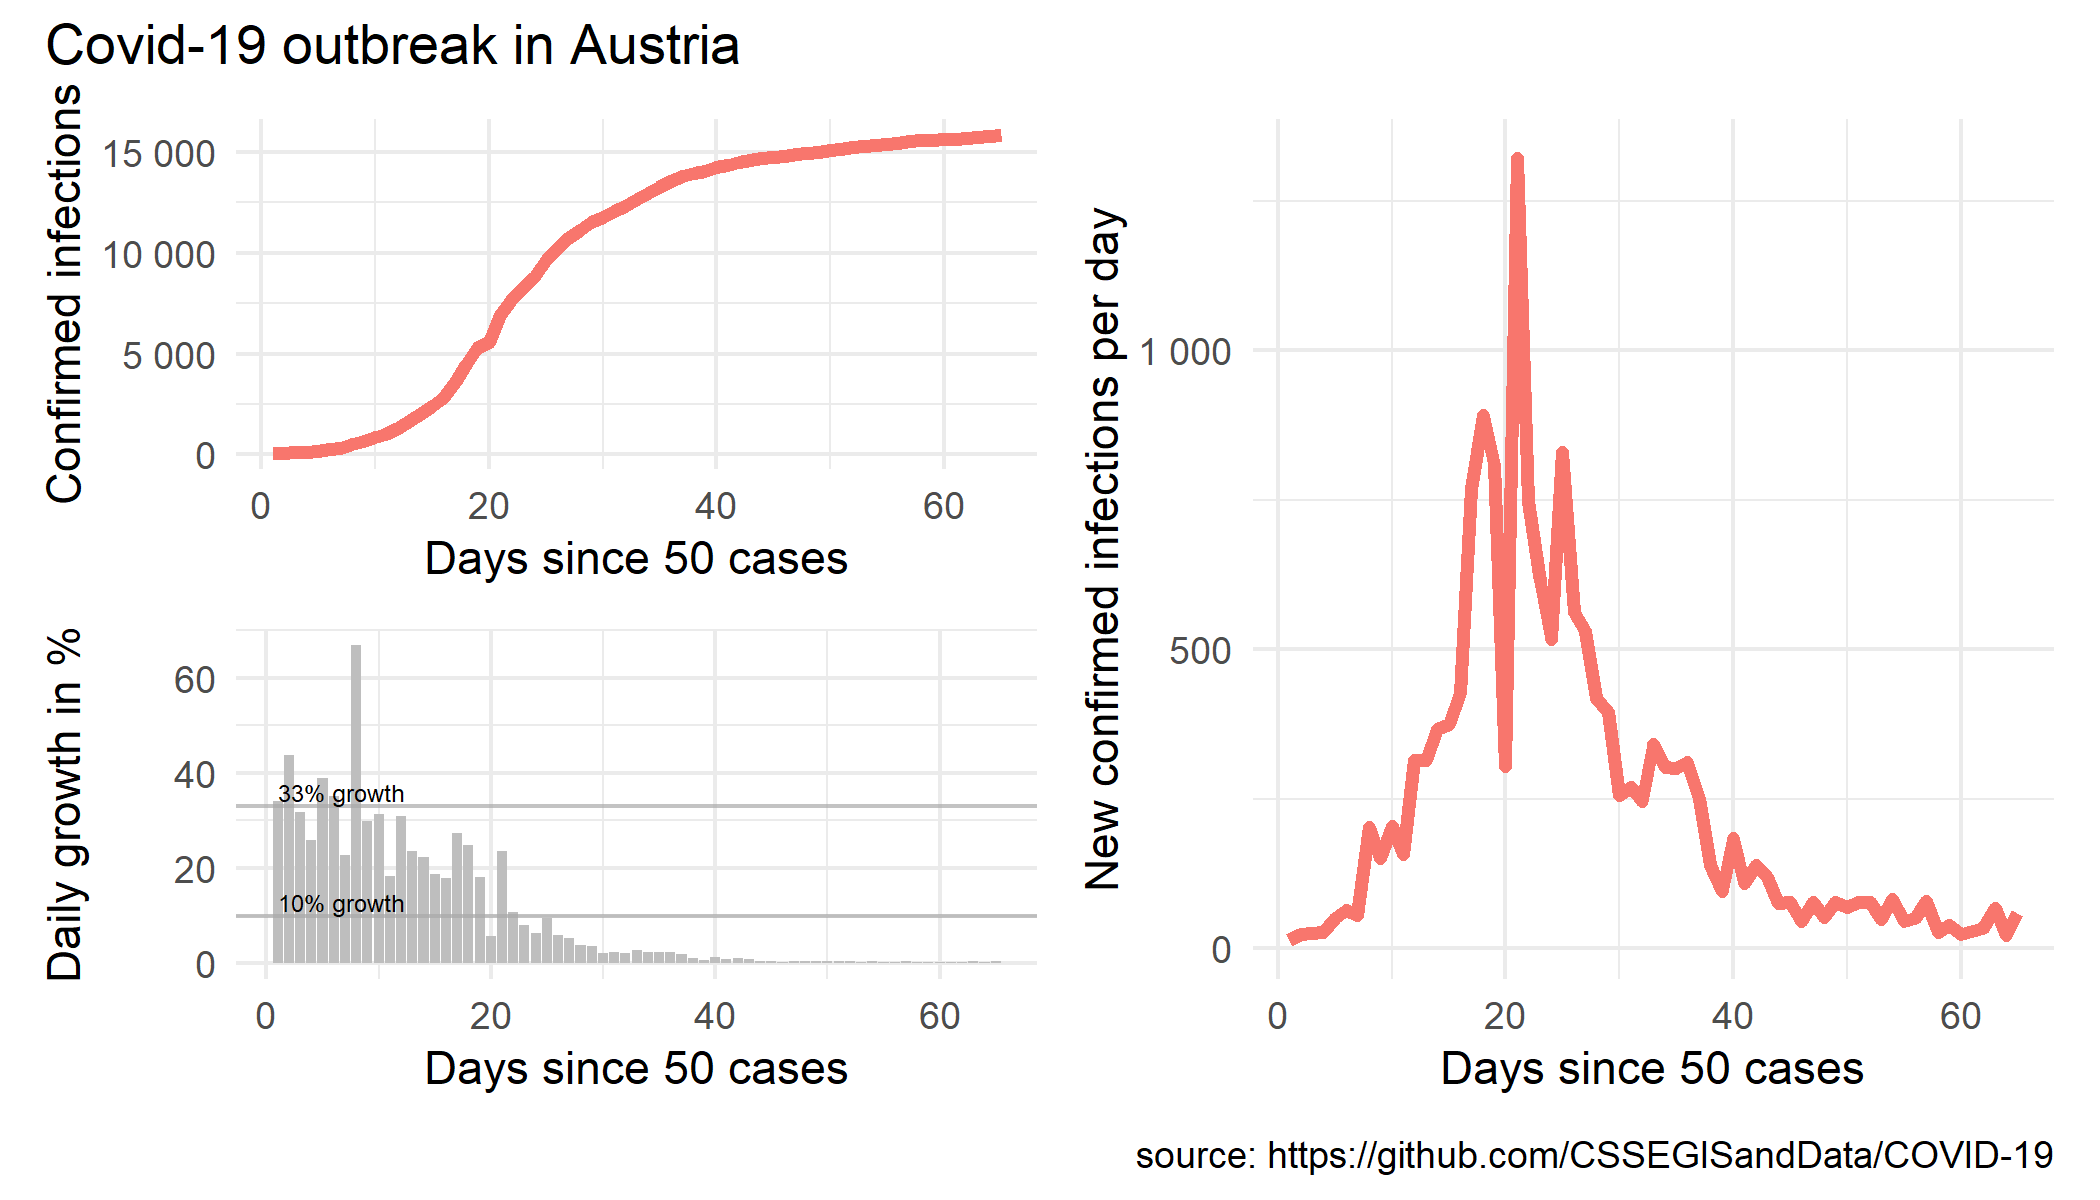 Covid-19 outbreak in Austria
Confirmed infections
15 000
10 000
5 000
0
0 20 40 60
Days since 50 cases
Daily growth in %
60
40
20
0
33% growth
10% growth
0 20 40 60
Days since 50 cases
New confirmed infections per day
1 000
500
0
0 20 40 60
Days since 50 cases
source: https://github.com/CSSEGISandData/COVID-19